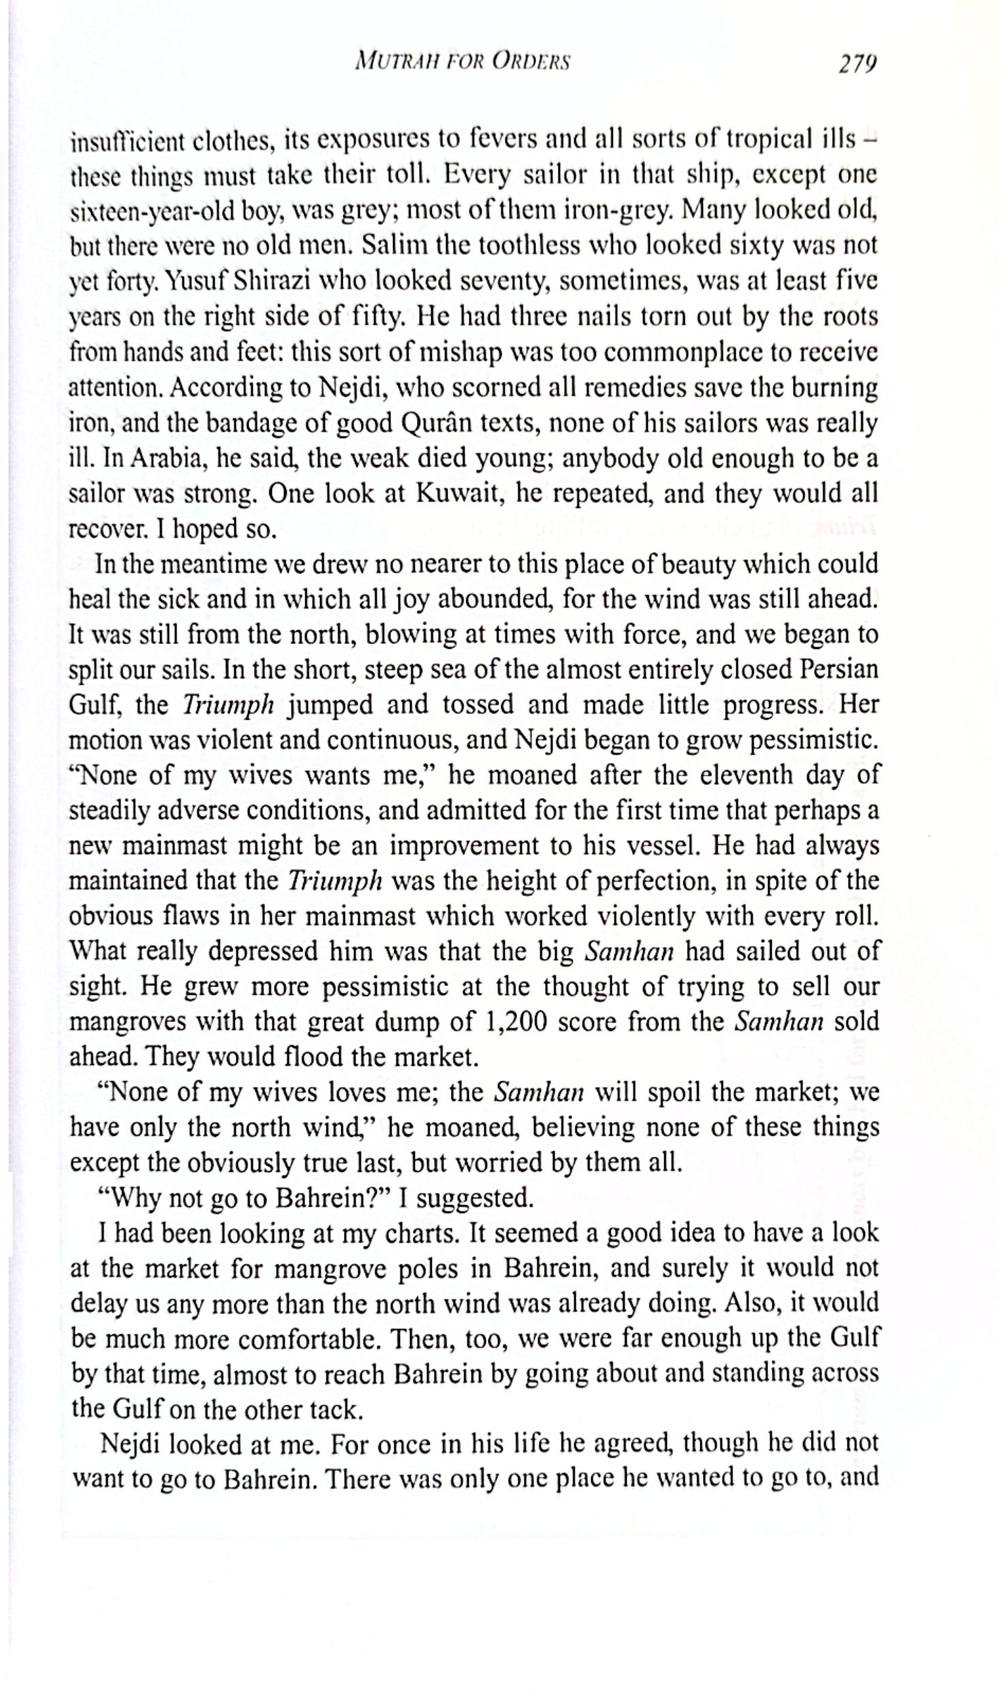 MUTRAH FOR ORDERS 279
insufficient clothes, its exposures to fevers and all sorts of tropical ills –
these things must take their toll. Every sailor in that ship, except one
sixteen-year-old boy, was grey; most of them iron-grey. Many looked old,
but there were no old men. Salim the toothless who looked sixty was not
yet forty. Yusuf Shirazi who looked seventy, sometimes, was at least five
years on the right side of fifty. He had three nails torn out by the roots
from hands and feet: this sort of mishap was too commonplace to receive
attention. According to Nejdi, who scorned all remedies save the burning
iron, and the bandage of good Qurân texts, none of his sailors was really
ill. In Arabia, he said, the weak died young; anybody old enough to be a
sailor was strong. One look at Kuwait, he repeated, and they would all
recover. I hoped so.
In the meantime we drew no nearer to this place of beauty which could
heal the sick and in which all joy abounded, for the wind was still ahead.
It was still from the north, blowing at times with force, and we began to
split our sails. In the short, steep sea of the almost entirely closed Persian
Gulf, the Triumph jumped and tossed and made little progress. Her
motion was violent and continuous, and Nejdi began to grow pessimistic.
“None of my wives wants me,” he moaned after the eleventh day of
steadily adverse conditions, and admitted for the first time that perhaps a
new mainmast might be an improvement to his vessel. He had always
maintained that the Triumph was the height of perfection, in spite of the
obvious flaws in her mainmast which worked violently with every roll.
What really depressed him was that the big Samhan had sailed out of
sight. He grew more pessimistic at the thought of trying to sell our
mangroves with that great dump of 1,200 score from the Samhan sold
ahead. They would flood the market.
“None of my wives loves me; the Samhan will spoil the market; we
have only the north wind,” he moaned, believing none of these things
except the obviously true last, but worried by them all.
“Why not go to Bahrein?” I suggested.
I had been looking at my charts. It seemed a good idea to have a look
at the market for mangrove poles in Bahrein, and surely it would not
delay us any more than the north wind was already doing. Also, it would
be much more comfortable. Then, too, we were far enough up the Gulf
by that time, almost to reach Bahrein by going about and standing across
the Gulf on the other tack.
Nejdi looked at me. For once in his life he agreed, though he did not
want to go to Bahrein. There was only one place he wanted to go to, and